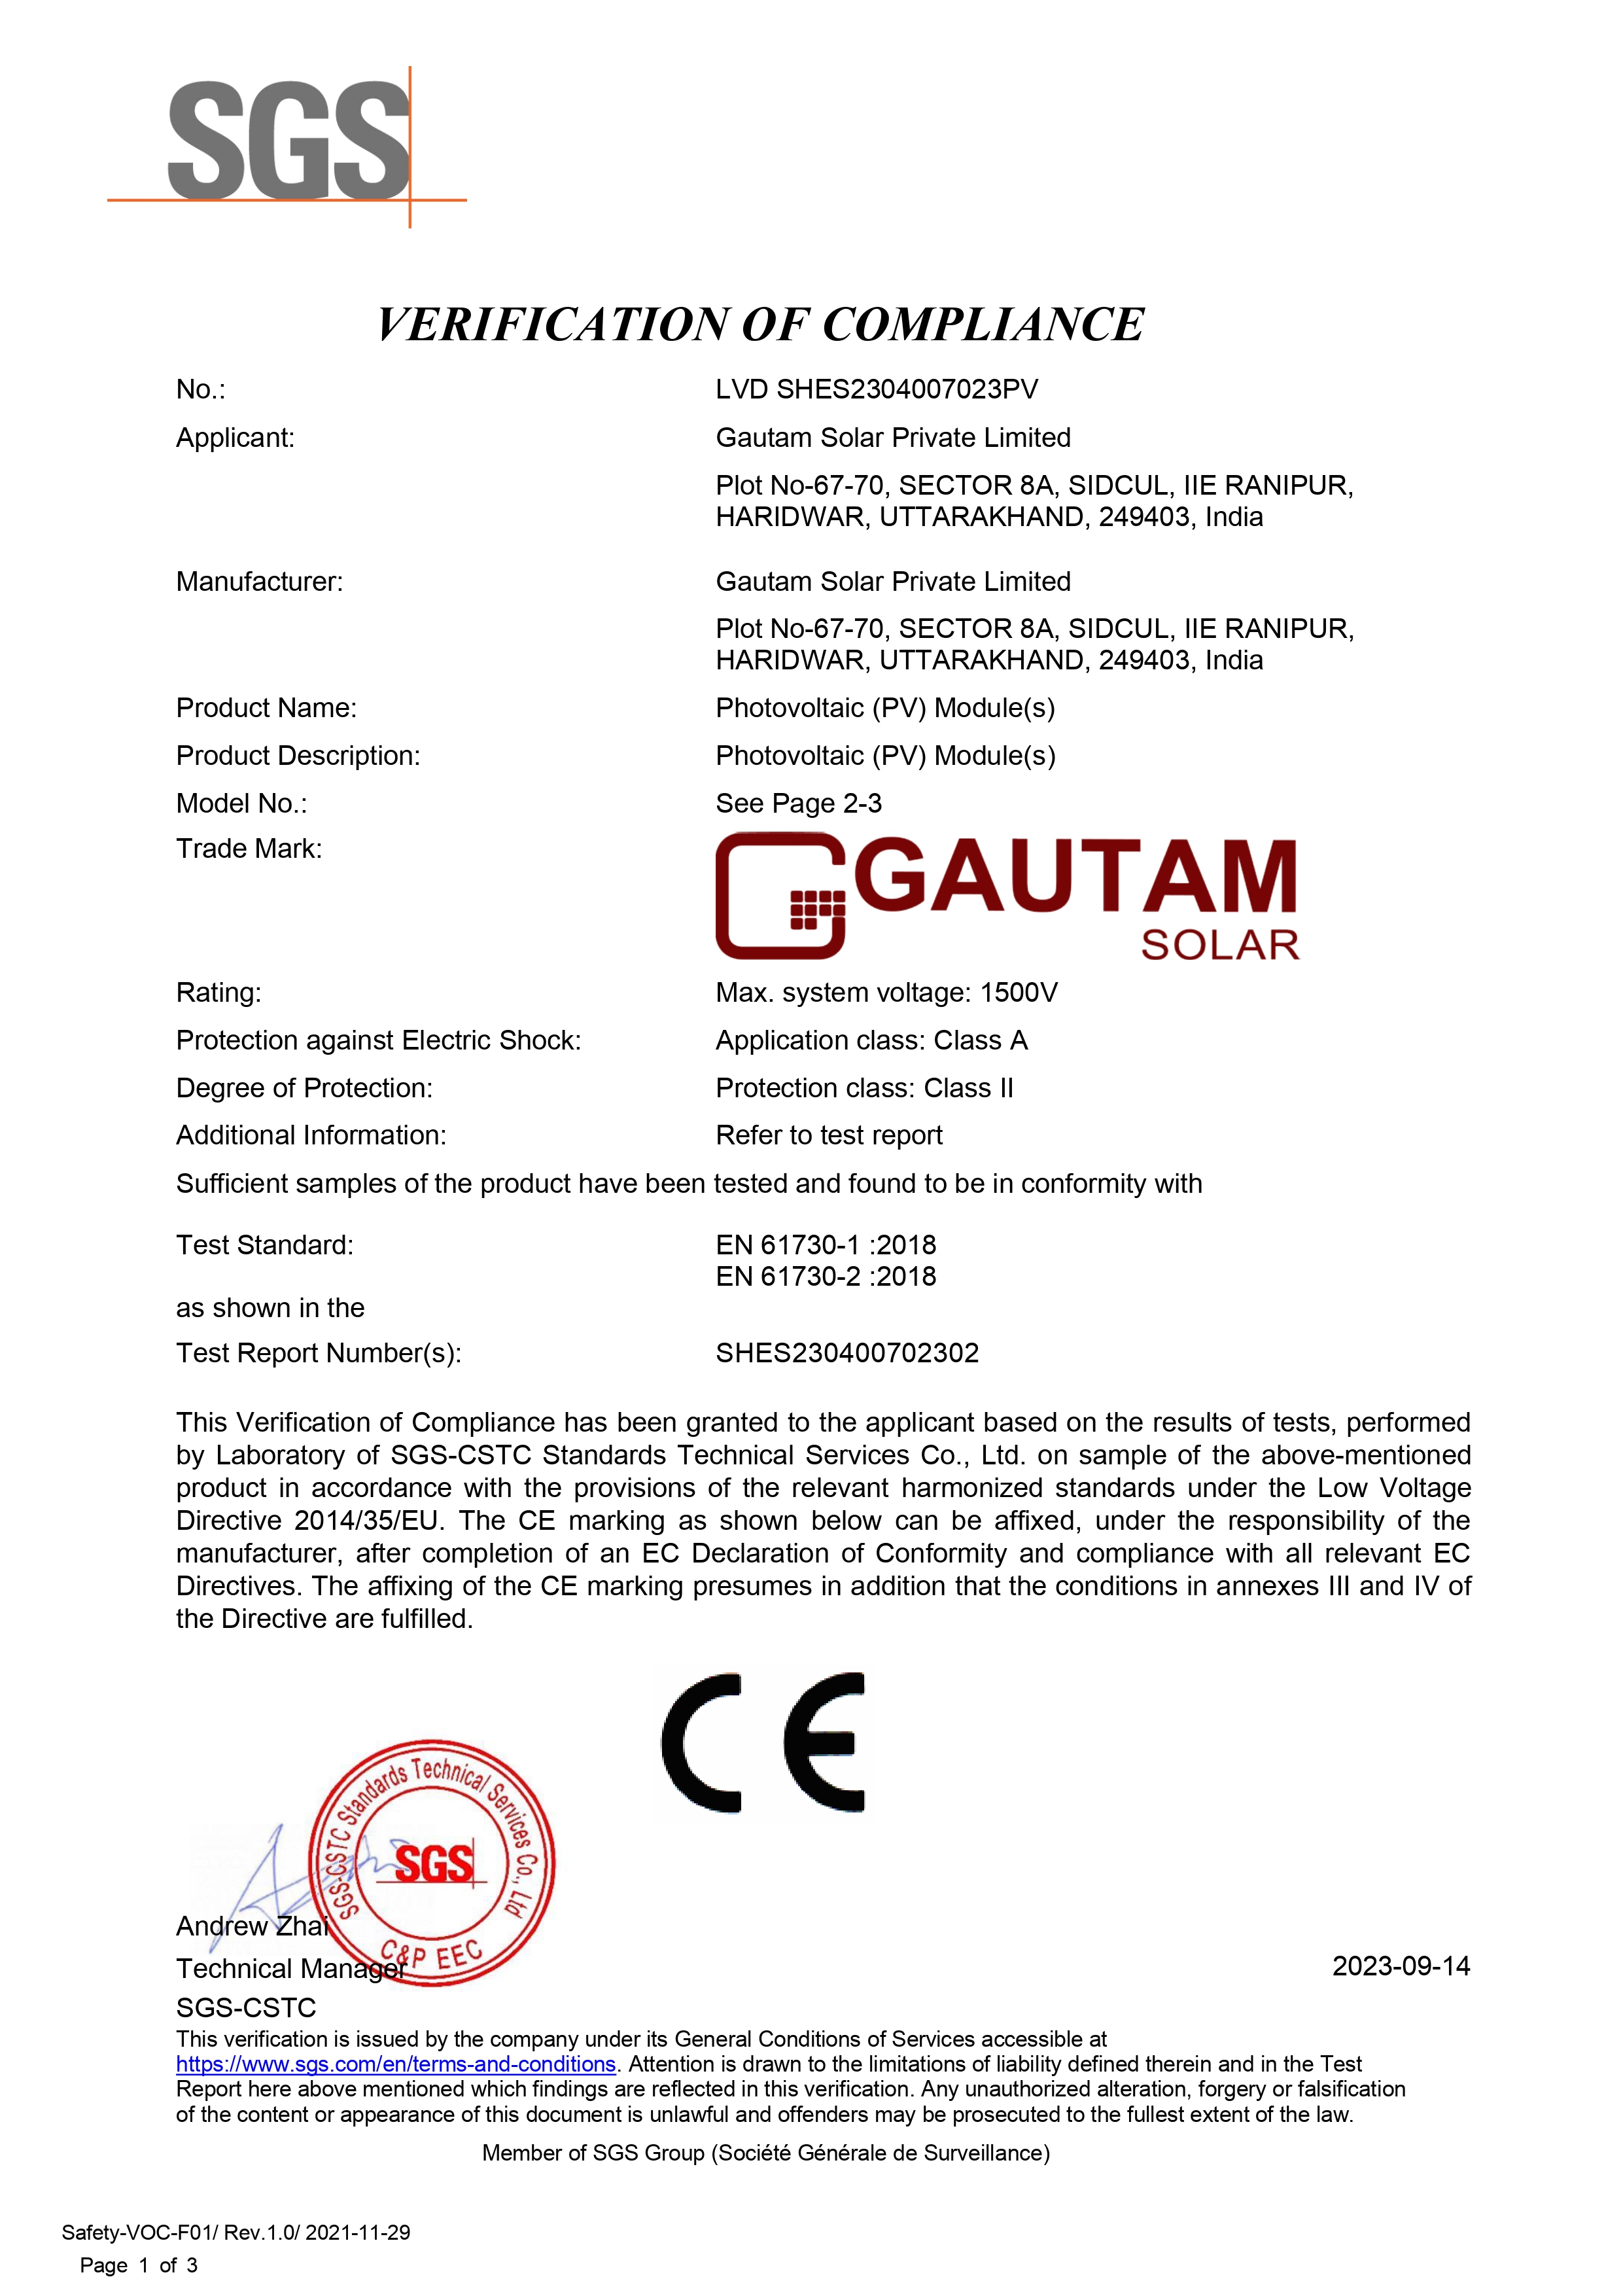 SGS
VERIFICATION OF COMPLIANCE
No.: LVD SHES2304007023PV
Applicant: Gautam Solar Private Limited
Plot No-67-70, SECTOR 8A, SIDCUL, IIE RANIPUR,
HARIDWAR, UTTARAKHAND, 249403, India
Manufacturer: Gautam Solar Private Limited
Plot No-67-70, SECTOR 8A, SIDCUL, IIE RANIPUR,
HARIDWAR, UTTARAKHAND, 249403, India
Product Name: Photovoltaic (PV) Module(s)
Product Description: Photovoltaic (PV) Module(s)
Model No.: See Page 2-3
Trade Mark: GAUTAM
SOLAR
Rating: Max. system voltage: 1500V
Protection against Electric Shock: Application class: Class A
Degree of Protection: Protection class: Class II
Additional Information: Refer to test report
Sufficient samples of the product have been tested and found to be in conformity with
Test Standard: EN 61730-1 :2018
EN 61730-2 :2018
as shown in the
Test Report Number(s): SHES230400702302
This Verification of Compliance has been granted to the applicant based on the results of tests, performed
by Laboratory of SGS-CSTC Standards Technical Services Co., Ltd. on sample of the above-mentioned
product in accordance with the provisions of the relevant harmonized standards under the Low Voltage
Directive 2014/35/EU. The CE marking as shown below can be affixed, under the responsibility of the
manufacturer, after completion of an EC Declaration of Conformity and compliance with all relevant EC
Directives. The affixing of the CE marking presumes in addition that the conditions in annexes III and IV of
the Directive are fulfilled.
CE
SGS-CSTC Standards Technical Services Co., Ltd
SGS
C&P EEC
Andrew Zhai
Technical Manager
2023-09-14
SGS-CSTC
This verification is issued by the company under its General Conditions of Services accessible at
https://www.sgs.com/en/terms-and-conditions. Attention is drawn to the limitations of liability defined therein and in the Test
Report here above mentioned which findings are reflected in this verification. Any unauthorized alteration, forgery or falsification
of the content or appearance of this document is unlawful and offenders may be prosecuted to the fullest extent of the law.
Member of SGS Group (Société Générale de Surveillance)
Safety-VOC-F01/ Rev.1.0/ 2021-11-29
Page 1 of 3